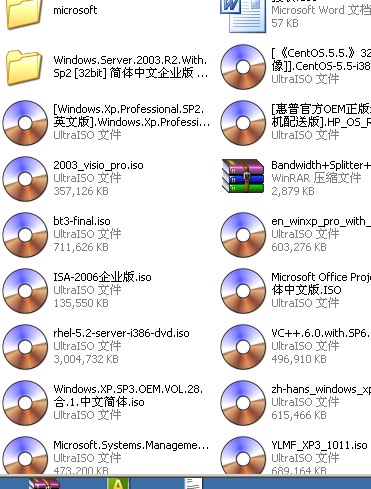 microsoft
Microsoft Word 文档
57 KB
Windows.Server.2003.R2.With.
Sp2 [32bit] 简体中文企业版 ...
[《CentOS.5.5.》32
像]].CentOS-5.5-i38
UltraISO 文件
[Windows.Xp.Professional.SP2.
英文版].Windows.Xp.Professi...
UltraISO 文件
[惠普官方OEM正版
机配送版].HP_OS_R
UltraISO 文件
2003_visio_pro.iso
UltraISO 文件
357,126 KB
Bandwidth+Splitter+
WinRAR 压缩文件
2,879 KB
bt3-final.iso
UltraISO 文件
711,626 KB
en_winxp_pro_with_
UltraISO 文件
603,276 KB
ISA-2006企业版.iso
UltraISO 文件
135,550 KB
Microsoft Office Proj
体中文版.ISO
UltraISO 文件
rhel-5.2-server-i386-dvd.iso
UltraISO 文件
3,004,732 KB
VC++.6.0.with.SP6.
UltraISO 文件
496,910 KB
Windows.XP.SP3.OEM.VOL.28.
合.1.中文简体.iso
UltraISO 文件
zh-hans_windows_xp
UltraISO 文件
615,466 KB
Microsoft.Systems.Manageme...
UltraISO 文件
473,200 KB
YLMF_XP3_1011.iso
UltraISO 文件
689,164 KB